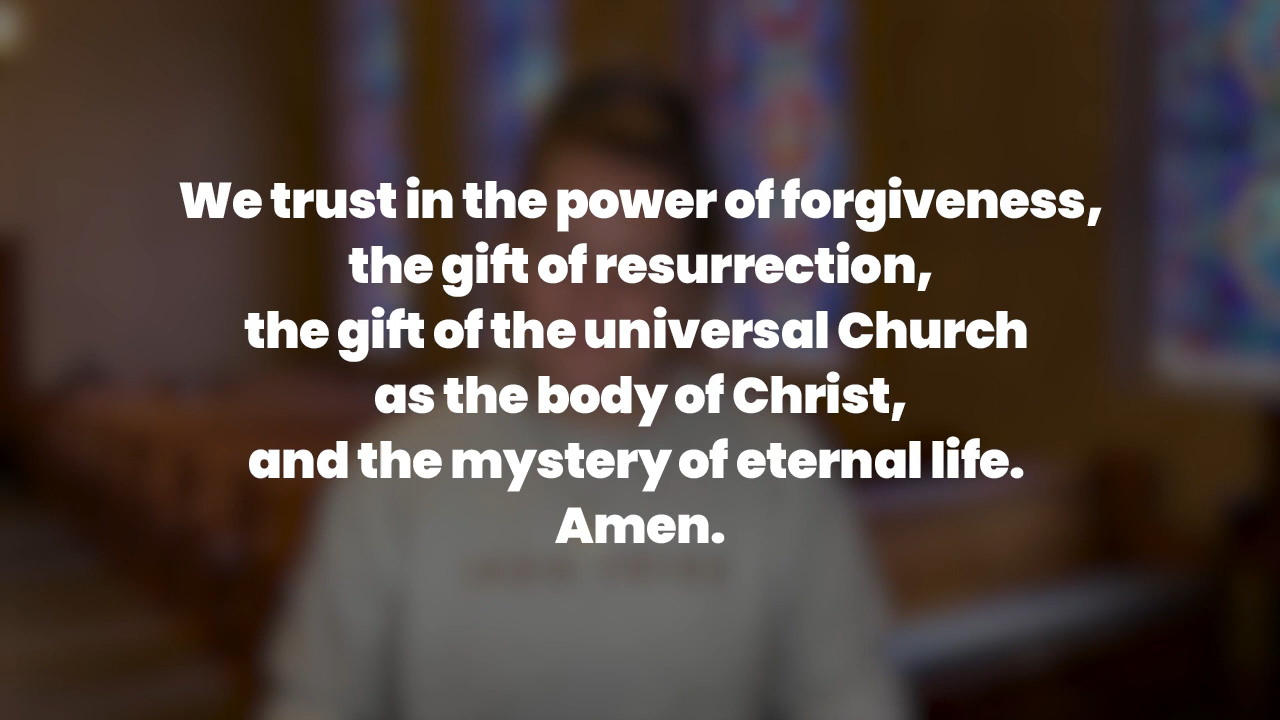 We trust in the power of forgiveness,
the gift of resurrection,
the gift of the universal Church
as the body of Christ,
and the mystery of eternal life.
Amen.